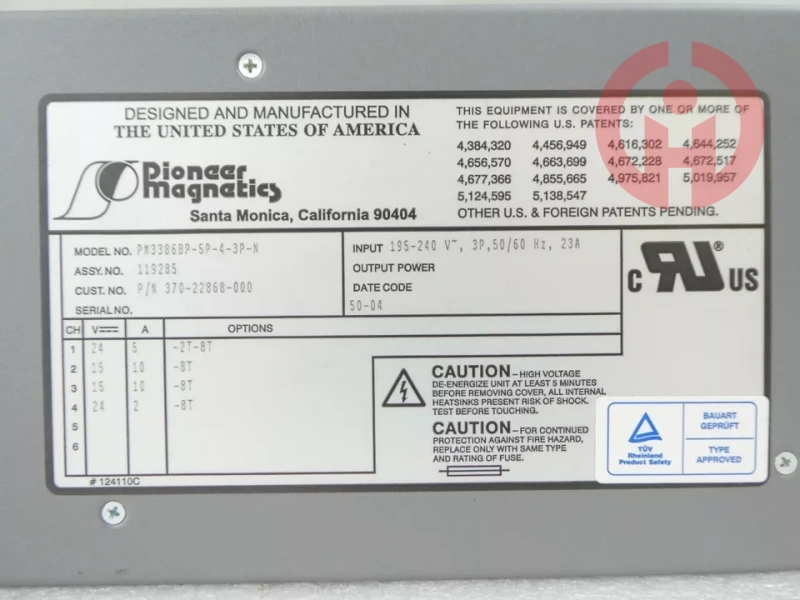 DESIGNED AND MANUFACTURED IN
THE UNITED STATES OF AMERICA
Pioneer
magnetics
Santa Monica, California 90404
THIS EQUIPMENT IS COVERED BY ONE OR MORE OF
THE FOLLOWING U.S. PATENTS:
4,384,320 4,456,949 4,616,302 4,644,252
4,656,570 4,663,699 4,672,228 4,672,517
4,677,366 4,855,665 4,975,821 5,019,957
5,124,595 5,138,547
OTHER U.S. & FOREIGN PATENTS PENDING.
MODEL NO. PM33868P-5P-4-3P-N
ASSY. NO. 119285
CUST. NO. P/N 370-22868-000
SERIAL NO.
INPUT 195-240 V~, 3P,50/60 Hz, 23A
OUTPUT POWER
DATE CODE
50-04
C RU ® US
CH V A OPTIONS
1 24 5 -2T-8T
2 15 10 -8T
3 15 10 -8T
4 24 2 -8T
5
6
# 124110C
CAUTION – HIGH VOLTAGE
DE-ENERGIZE UNIT AT LEAST 5 MINUTES
BEFORE REMOVING COVER, ALL INTERNAL
HEATSINKS PRESENT RISK OF SHOCK.
TEST BEFORE TOUCHING.
CAUTION – FOR CONTINUED
PROTECTION AGAINST FIRE HAZARD,
REPLACE ONLY WITH SAME TYPE
AND RATING OF FUSE.
TÜV
Rheinland
Product Safety
BAUART
GEPRÜFT
TYPE
APPROVED